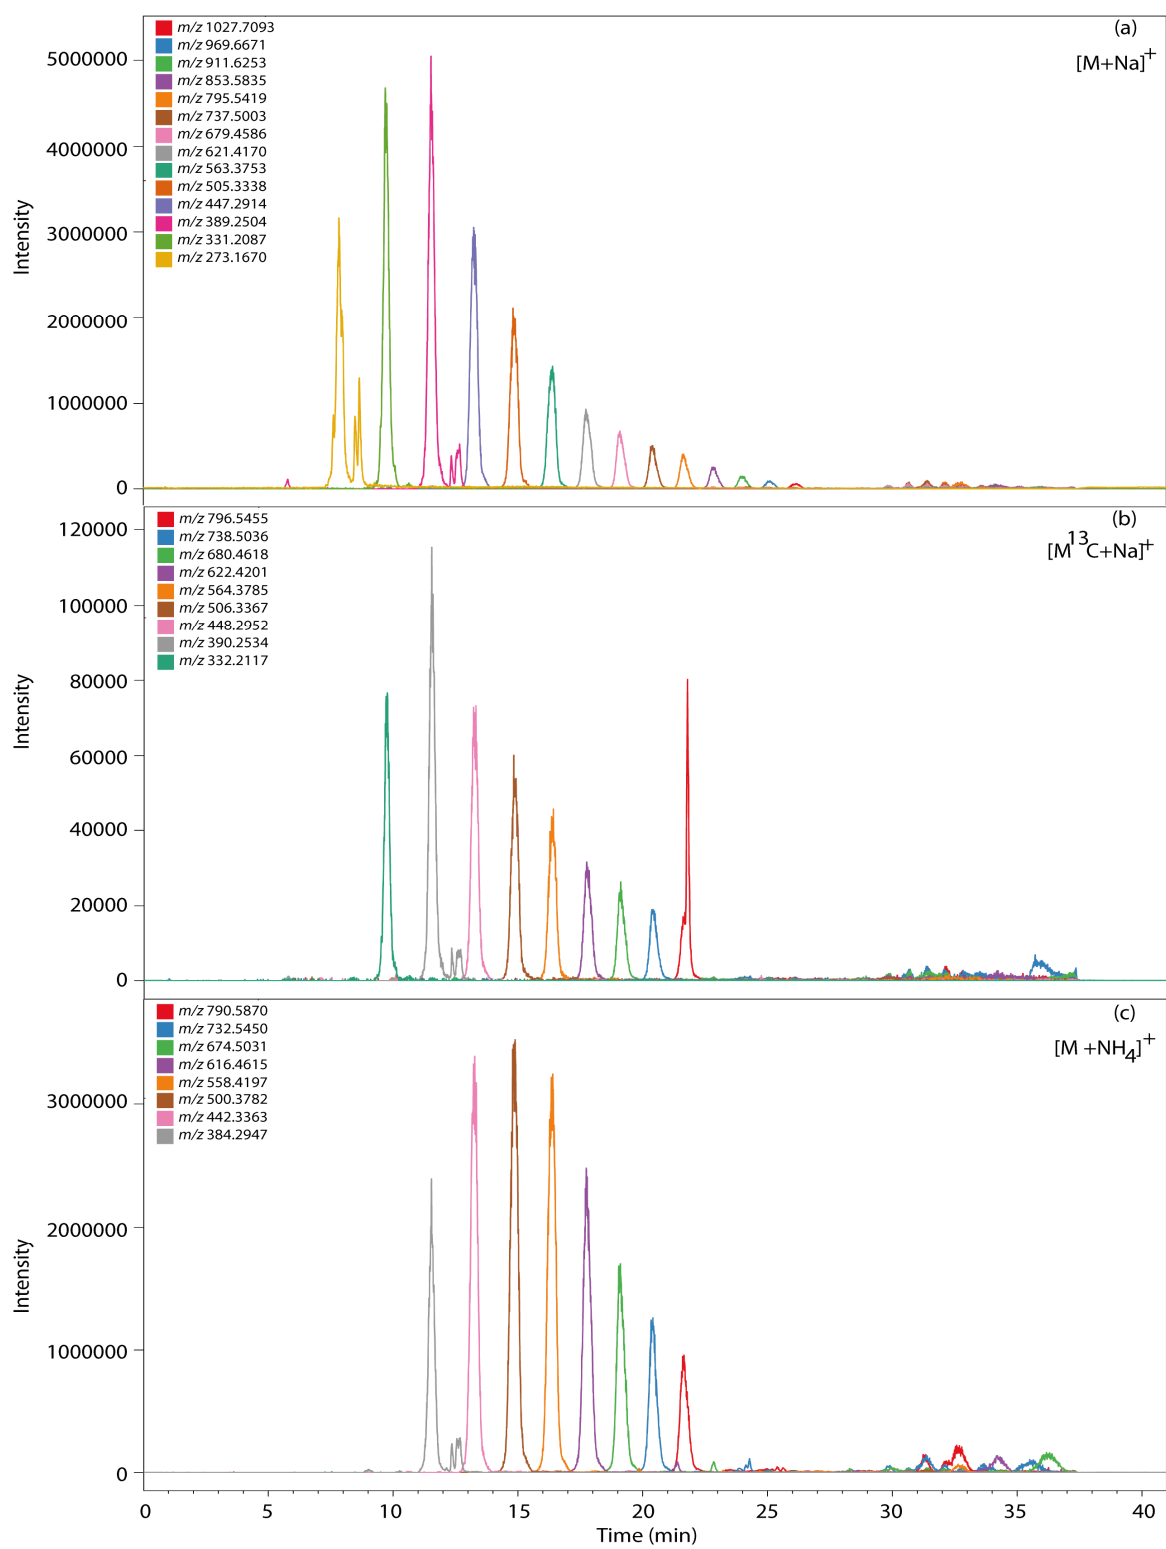 (a)
[M+Na]+
m/z 1027.7093
m/z 969.6671
m/z 911.6253
m/z 853.5835
m/z 795.5419
m/z 737.5003
m/z 679.4586
m/z 621.4170
m/z 563.3753
m/z 505.3338
m/z 447.2914
m/z 389.2504
m/z 331.2087
m/z 273.1670
5000000
4000000
3000000
2000000
1000000
0
Intensity
(b)
[M13C+Na]+
m/z 796.5455
m/z 738.5036
m/z 680.4618
m/z 622.4201
m/z 564.3785
m/z 506.3367
m/z 448.2952
m/z 390.2534
m/z 332.2117
120000
100000
80000
60000
40000
20000
0
Intensity
(c)
[M +NH4]+
m/z 790.5870
m/z 732.5450
m/z 674.5031
m/z 616.4615
m/z 558.4197
m/z 500.3782
m/z 442.3363
m/z 384.2947
3000000
2000000
1000000
0
Intensity
0 5 10 15 20 25 30 35 40
Time (min)